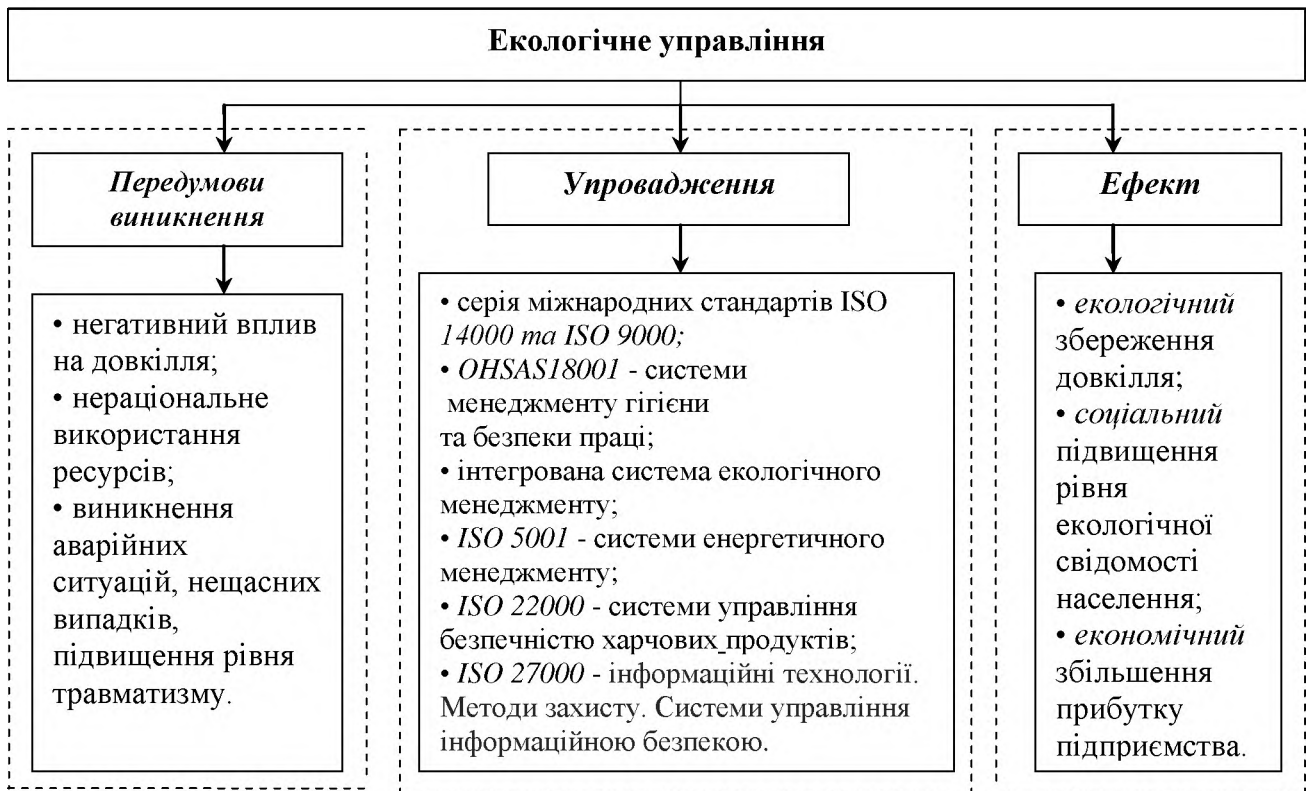 Екологічне управління
Передумови
виникнення
• негативний вплив
на довкілля;
• нераціональне
використання
ресурсів;
• виникнення
аварійних
ситуацій, нещасних
випадків,
підвищення рівня
травматизму.
Упровадження
• серія міжнародних стандартів ISO
14000 та ISO 9000;
• OHSAS18001 - системи
менеджменту гігієни
та безпеки праці;
• інтегрована система екологічного
менеджменту;
• ISO 5001 - системи енергетичного
менеджменту;
• ISO 22000 - системи управління
безпечністю харчових_продуктів;
• ISO 27000 - інформаційні технології.
Методи захисту. Системи управління
інформаційною безпекою.
Ефект
• екологічний
збереження
довкілля;
• соціальний
підвищення
рівня
екологічної
свідомості
населення;
• економічний
збільшення
прибутку
підприємства.